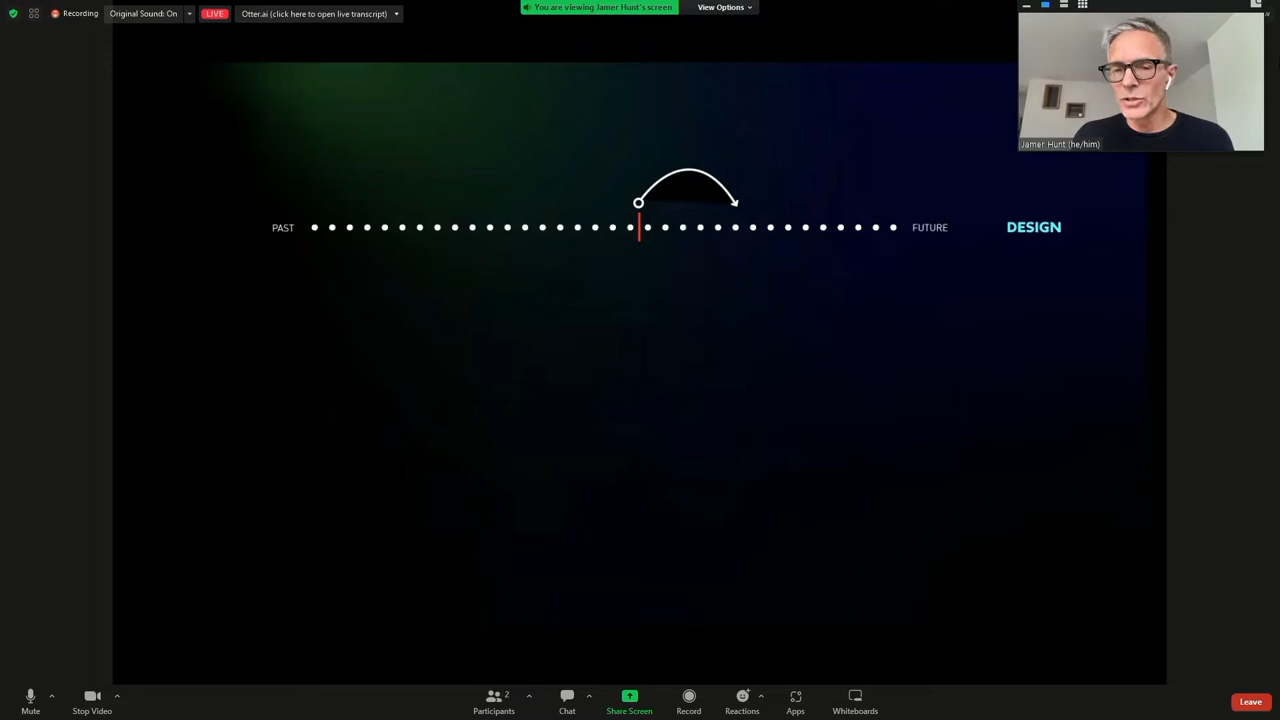 Recording
Original Sound: On
LIVE
Otter.ai (click here to open live transcript)
You are viewing Jamer Hunt's screen
View Options
Jamer Hunt (he/him)
PAST
FUTURE
DESIGN
Mute
Stop Video
Participants
2
Chat
Share Screen
Record
Reactions
Apps
Whiteboards
Leave